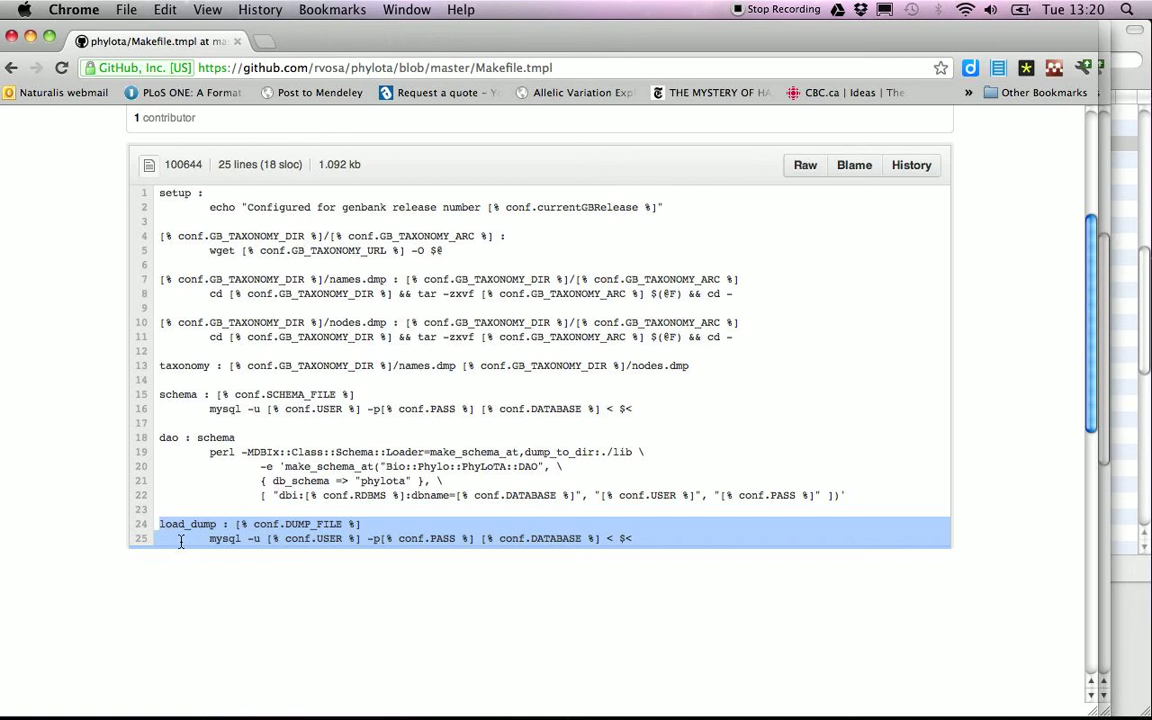 Chrome File Edit View History Bookmarks Window Help Stop Recording Tue 13:20
phylota/Makefile.tmpl at ma
GitHub, Inc. [US] https://github.com/rvosa/phylota/blob/master/Makefile.tmpl
Naturalis webmail PLoS ONE: A Format Post to Mendeley Request a quote – Yo Allelic Variation Expl THE MYSTERY OF HA CBC.ca | Ideas | The » Other Bookmarks
1 contributor
100644 25 lines (18 sloc) 1.092 kb Raw Blame History
1 setup :
2 echo "Configured for genbank release number [% conf.currentGBRelease %]"
3
4 [% conf.GB_TAXONOMY_DIR %]/[% conf.GB_TAXONOMY_ARC %] :
5 wget [% conf.GB_TAXONOMY_URL %] -O $@
6
7 [% conf.GB_TAXONOMY_DIR %]/names.dmp : [% conf.GB_TAXONOMY_DIR %]/[% conf.GB_TAXONOMY_ARC %]
8 cd [% conf.GB_TAXONOMY_DIR %] && tar -zxvf [% conf.GB_TAXONOMY_ARC %] $(@F) && cd -
9
10 [% conf.GB_TAXONOMY_DIR %]/nodes.dmp : [% conf.GB_TAXONOMY_DIR %]/[% conf.GB_TAXONOMY_ARC %]
11 cd [% conf.GB_TAXONOMY_DIR %] && tar -zxvf [% conf.GB_TAXONOMY_ARC %] $(@F) && cd -
12
13 taxonomy : [% conf.GB_TAXONOMY_DIR %]/names.dmp [% conf.GB_TAXONOMY_DIR %]/nodes.dmp
14
15 schema : [% conf.SCHEMA_FILE %]
16 mysql -u [% conf.USER %] -p[% conf.PASS %] [% conf.DATABASE %] < $<
17
18 dao : schema
19 perl -MDBIx::Class::Schema::Loader=make_schema_at,dump_to_dir:./lib \
20 -e 'make_schema_at("Bio::Phylo::PhyLoTA::DAO", \
21 { db_schema => "phylota" }, \
22 [ "dbi:[% conf.RDBMS %]:dbname=[% conf.DATABASE %]", "[% conf.USER %]", "[% conf.PASS %]" ])'
23
24 load_dump : [% conf.DUMP_FILE %]
25 mysql -u [% conf.USER %] -p[% conf.PASS %] [% conf.DATABASE %] < $<